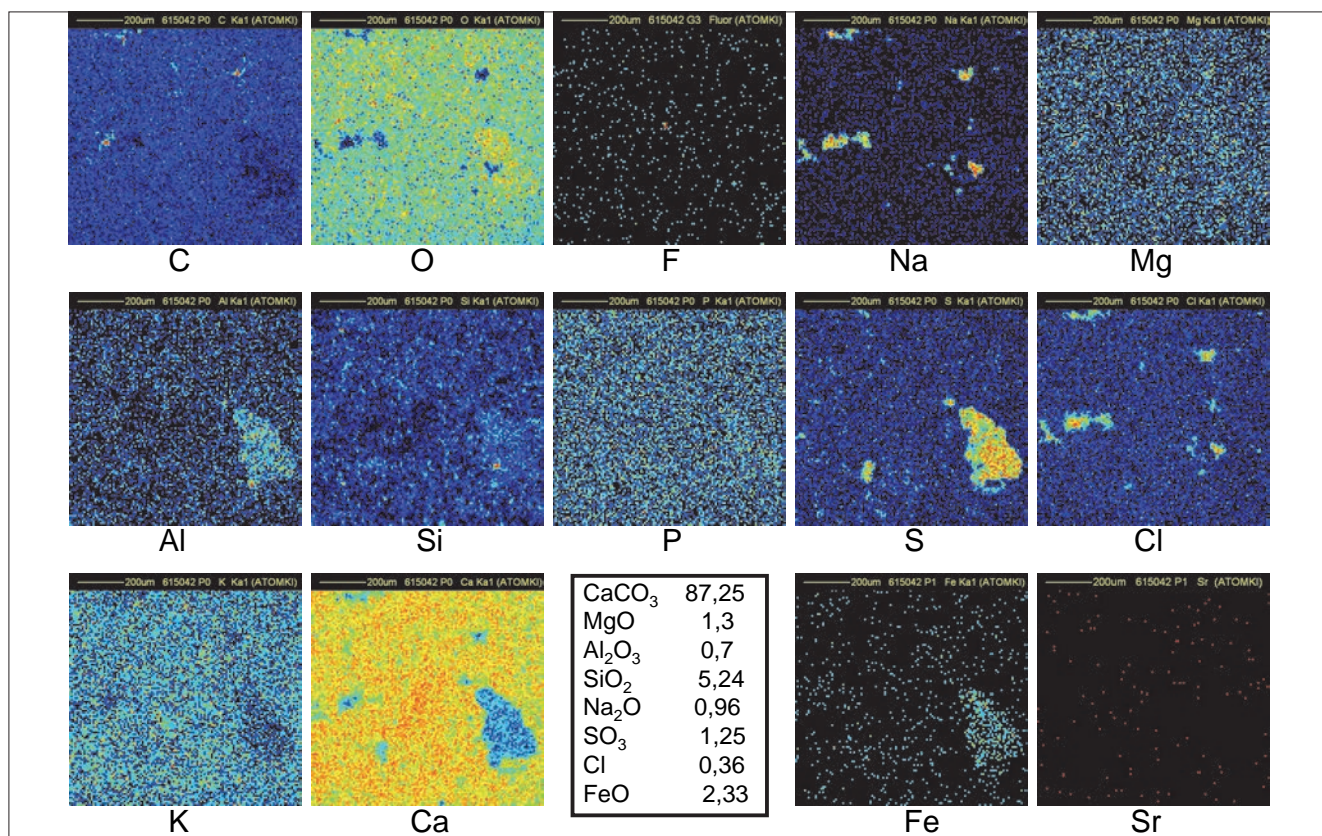 200um 615042 P0 C Ka1 (ATOMKI)
200um 615042 P0 O Ka1 (ATOMKI)
200um 615042 G3 Fluor (ATOMKI)
200um 615042 P0 Na Ka1 (ATOMKI)
200um 615042 P0 Mg Ka1 (ATOMKI)
C
O
F
Na
Mg
200um 615042 P0 Al Ka1 (ATOMKI)
200um 615042 P0 Si Ka1 (ATOMKI)
200um 615042 P0 P Ka1 (ATOMKI)
200um 615042 P0 S Ka1 (ATOMKI)
200um 615042 P0 Cl Ka1 (ATOMKI)
Al
Si
P
S
Cl
200um 615042 P0 K Ka1 (ATOMKI)
200um 615042 P0 Ca Ka1 (ATOMKI)
CaCO₃ 87,25
MgO 1,3
Al₂O₃ 0,7
SiO₂ 5,24
Na₂O 0,96
SO₃ 1,25
Cl 0,36
FeO 2,33
200um 615042 P1 Fe Ka1 (ATOMKI)
200um 615042 P1 Sr (ATOMKI)
K
Ca
Fe
Sr